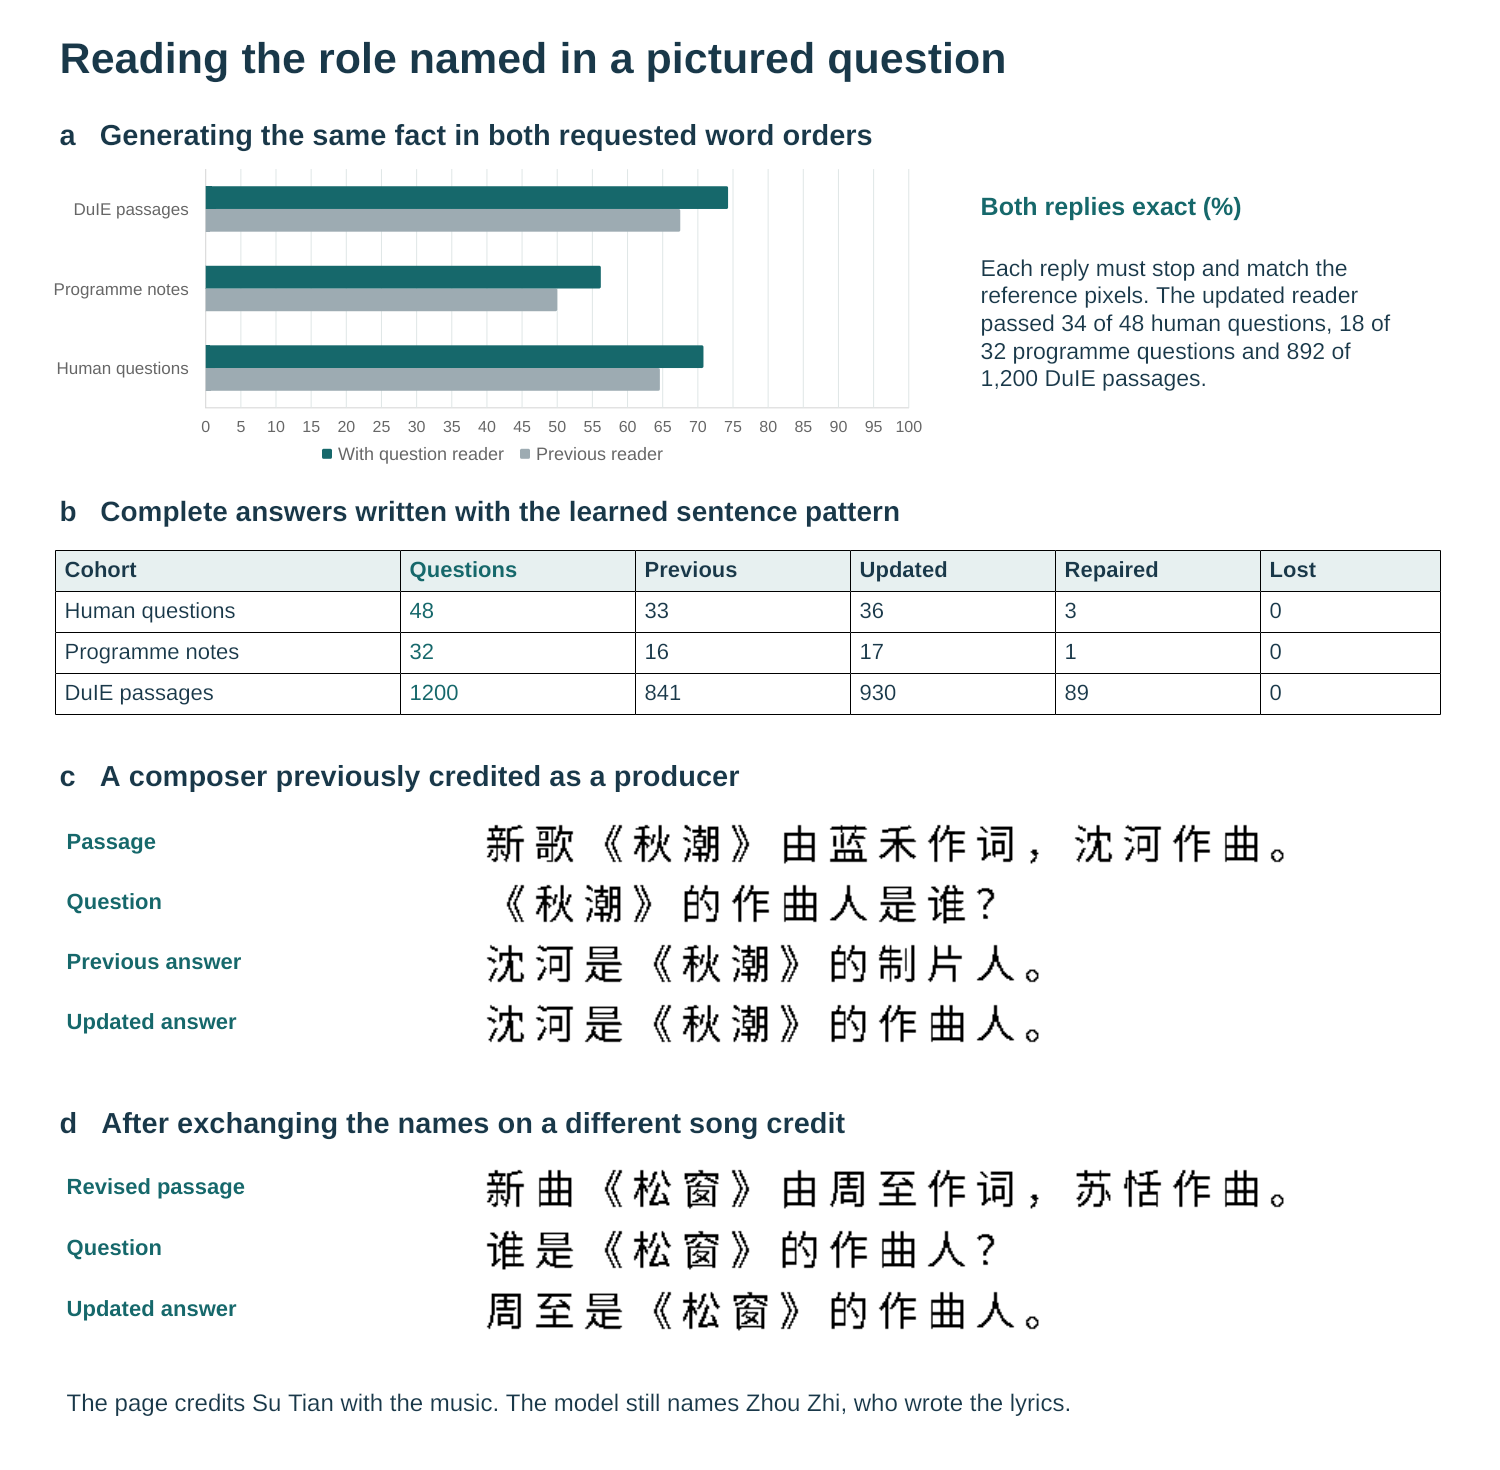 Reading the role named in a pictured question
a Generating the same fact in both requested word orders
DuIE passages
Programme notes
Human questions
0 5 10 15 20 25 30 35 40 45 50 55 60 65 70 75 80 85 90 95 100
With question reader Previous reader
Both replies exact (%)
Each reply must stop and match the
reference pixels. The updated reader
passed 34 of 48 human questions, 18 of
32 programme questions and 892 of
1,200 DuIE passages.
b Complete answers written with the learned sentence pattern
Cohort Questions Previous Updated Repaired Lost
Human questions 48 33 36 3 0
Programme notes 32 16 17 1 0
DuIE passages 1200 841 930 89 0
c A composer previously credited as a producer
Passage 新歌《秋潮》由蓝禾作词，沈河作曲。
Question 《秋潮》的作曲人是谁？
Previous answer 沈河是《秋潮》的制片人。
Updated answer 沈河是《秋潮》的作曲人。
d After exchanging the names on a different song credit
Revised passage 新曲《松窗》由周至作词，苏恬作曲。
Question 谁是《松窗》的作曲人？
Updated answer 周至是《松窗》的作曲人。
The page credits Su Tian with the music. The model still names Zhou Zhi, who wrote the lyrics.